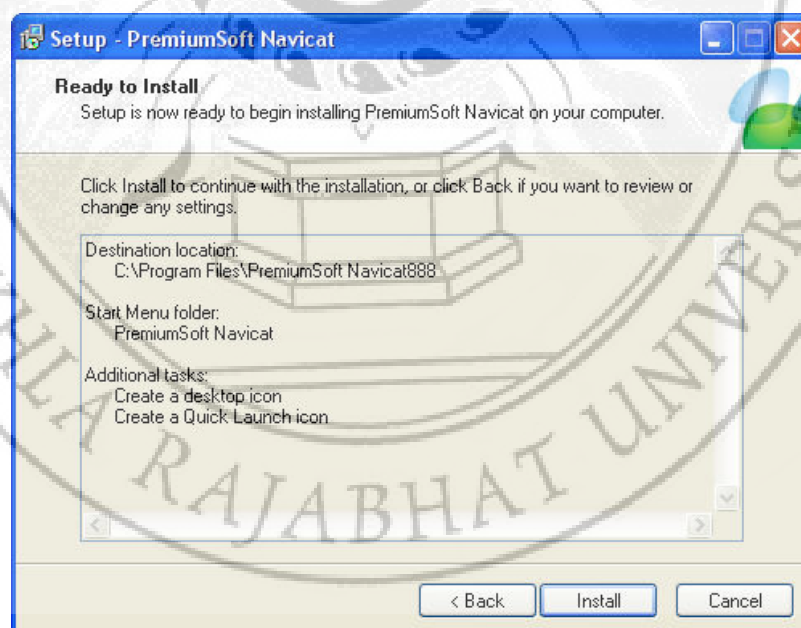 Setup - PremiumSoft Navicat
Ready to Install
Setup is now ready to begin installing PremiumSoft Navicat on your computer.
Click Install to continue with the installation, or click Back if you want to review or
change any settings.
Destination location:
C:\Program Files\PremiumSoft Navicat888
Start Menu folder:
PremiumSoft Navicat
Additional tasks:
Create a desktop icon
Create a Quick Launch icon
RAJABHAT
< Back
Install
Cancel